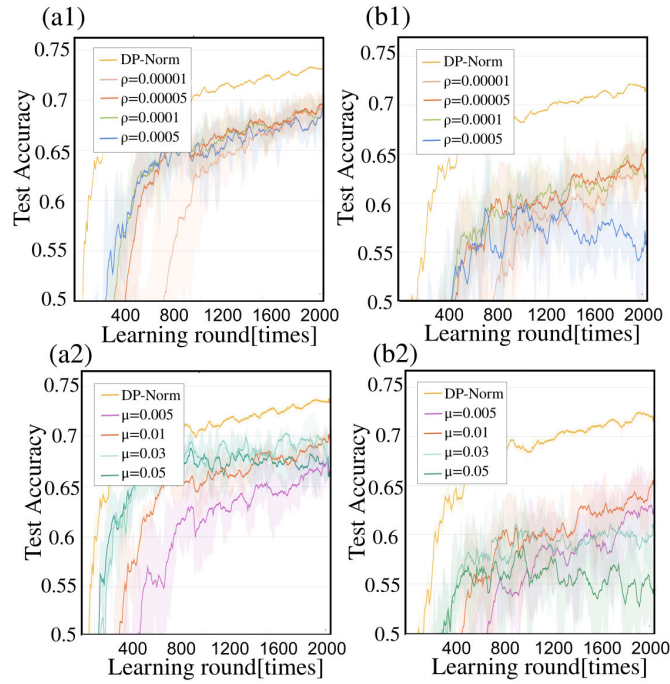 (a1)
(b1)
0.75
0.7
0.65
0.6
0.55
0.5
Test Accuracy
DP-Norm
ρ=0.00001
ρ=0.00005
ρ=0.0001
ρ=0.0005
400 800 1200 1600 2000
Learning round[times]
0.75
0.7
0.65
0.6
0.55
0.5
Test Accuracy
DP-Norm
ρ=0.00001
ρ=0.00005
ρ=0.0001
ρ=0.0005
400 800 1200 1600 2000
Learning round[times]
(a2)
(b2)
0.75
0.7
0.65
0.6
0.55
0.5
Test Accuracy
DP-Norm
μ=0.005
μ=0.01
μ=0.03
μ=0.05
400 800 1200 1600 2000
Learning round[times]
0.75
0.7
0.65
0.6
0.55
0.5
Test Accuracy
DP-Norm
μ=0.005
μ=0.01
μ=0.03
μ=0.05
400 800 1200 1600 2000
Learning round[times]